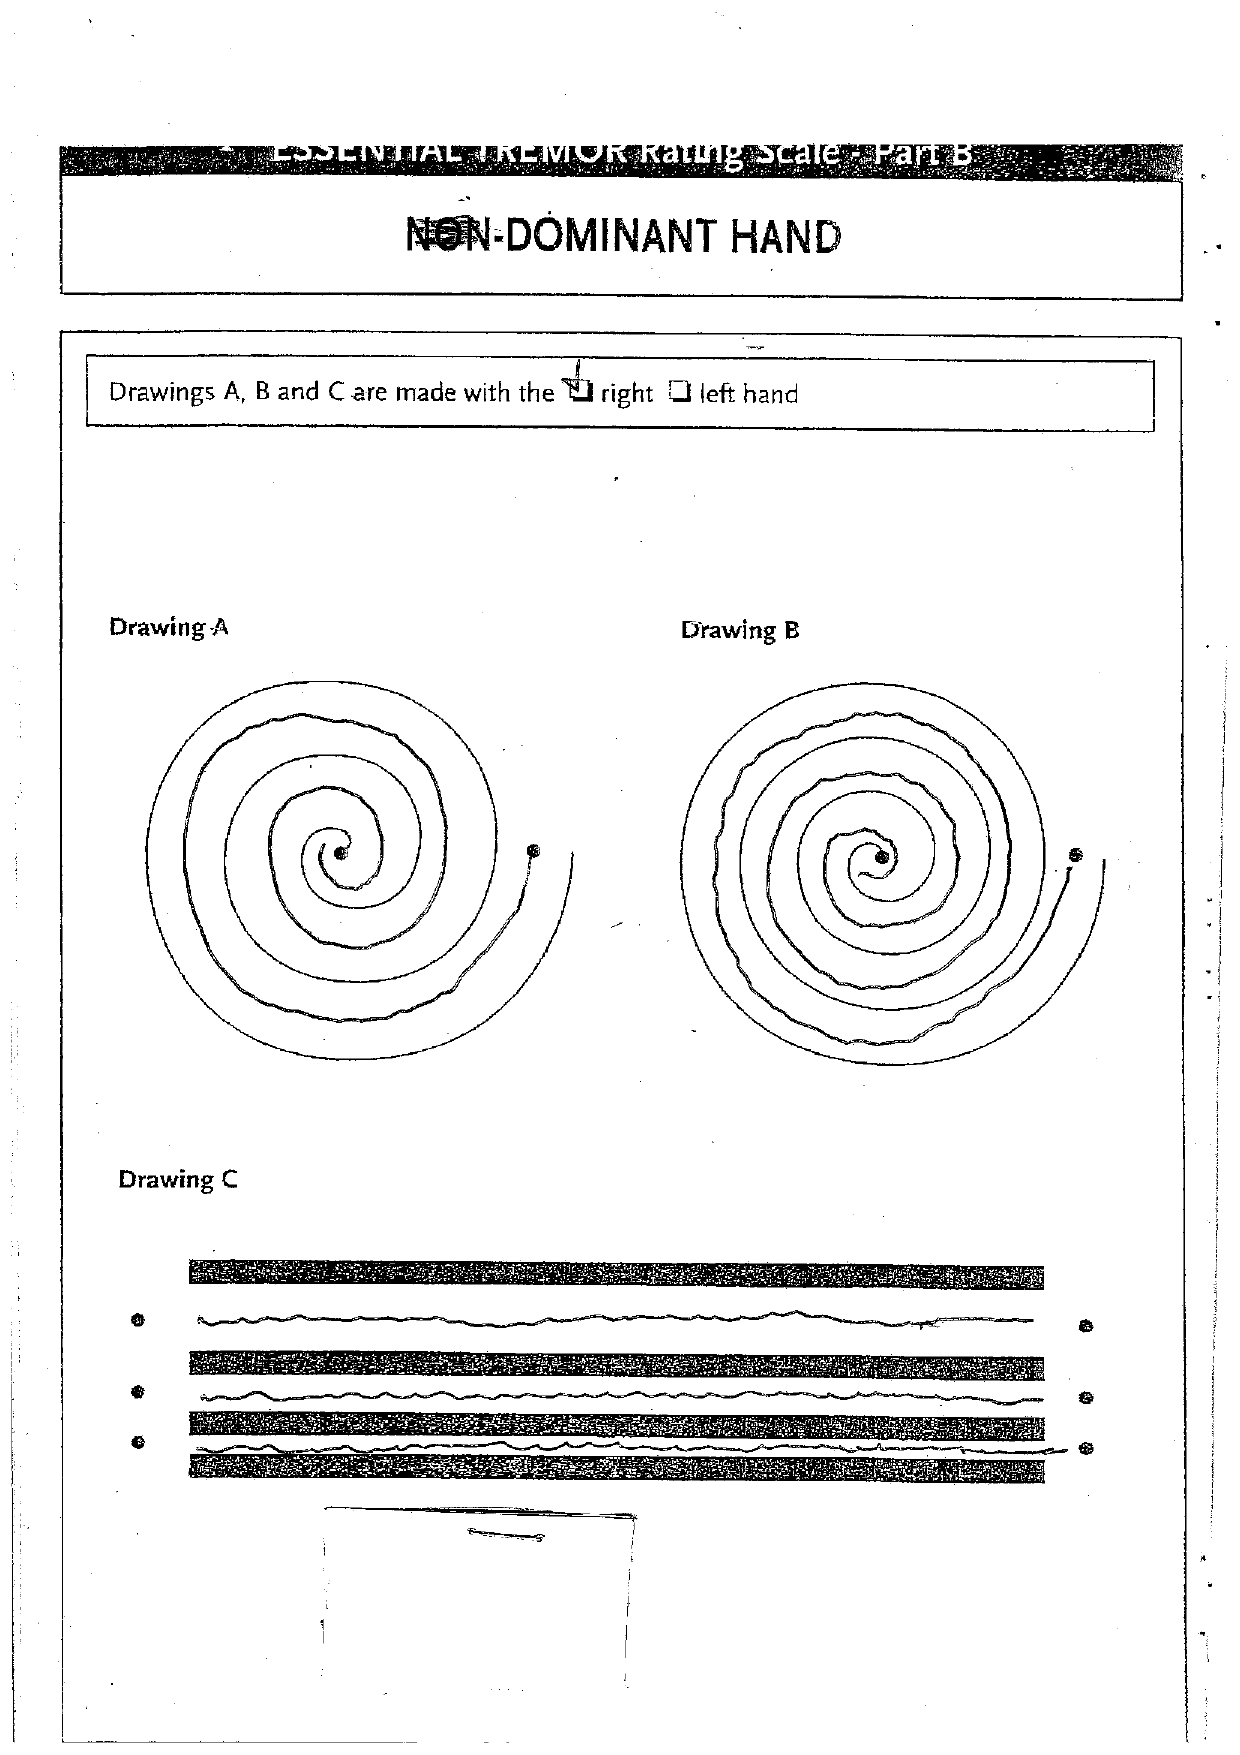 ESSENTIAL TREMOR Rating Scale - Part B
NON-DOMINANT HAND
Drawings A, B and C are made with the ☐ right ☐ left hand
Drawing A
Drawing B
Drawing C